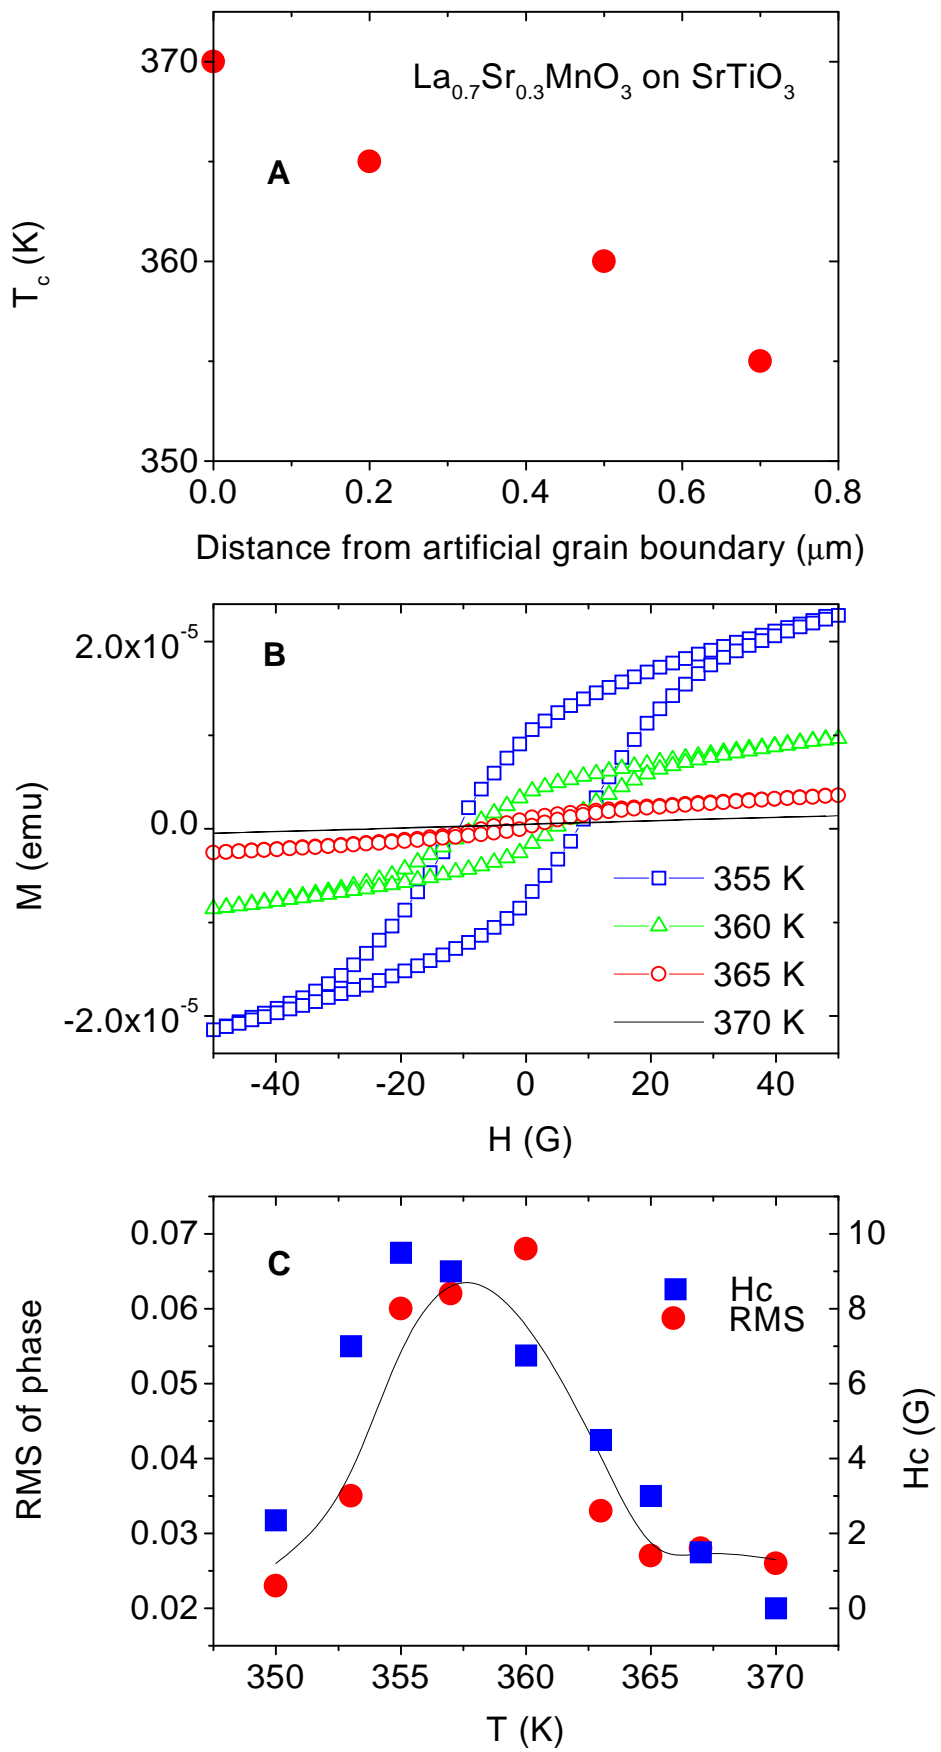 370
La0.7Sr0.3MnO3 on SrTiO3
A
Tc (K)
360
350
0.0 0.2 0.4 0.6 0.8
Distance from artificial grain boundary (μm)
2.0x10-5
B
M (emu)
0.0
355 K
360 K
365 K
370 K
-2.0x10-5
-40 -20 0 20 40
H (G)
0.07 10
C
Hc
RMS
0.06 8
RMS of phase
0.05 6
0.04 4
Hc (G)
0.03 2
0.02 0
350 355 360 365 370
T (K)